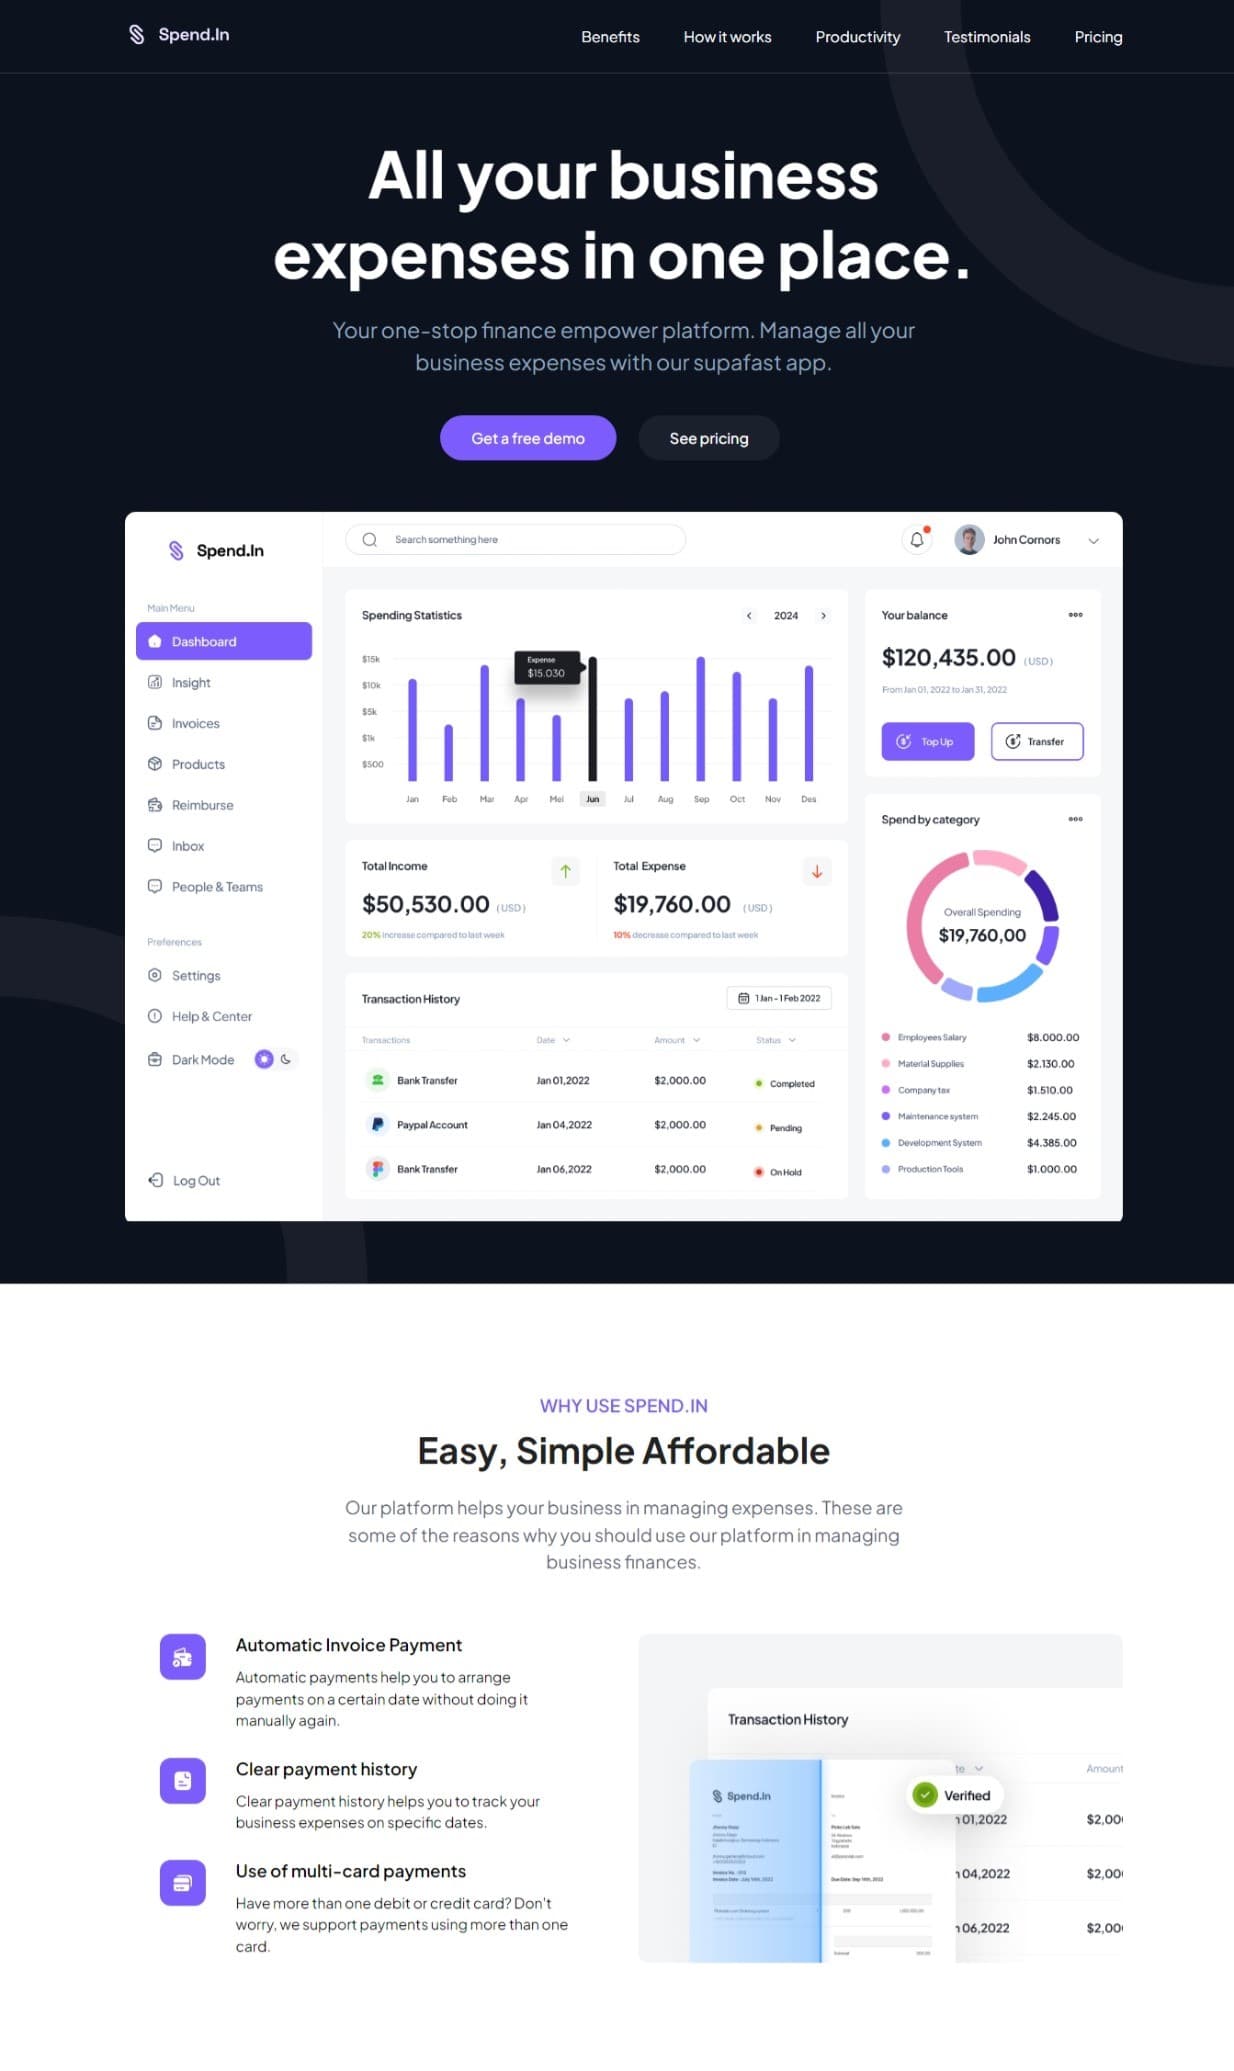 Spend.In
Benefits
How it works
Productivity
Testimonials
Pricing
All your business
expenses in one place.
Your one-stop finance empower platform. Manage all your
business expenses with our supafast app.
Get a free demo
See pricing
Spend.In
Search something here
John Cornors
Main Menu
Dashboard
Insight
Invoices
Products
Reimburse
Inbox
People & Teams
Preferences
Settings
Help & Center
Dark Mode
Log Out
Spending Statistics
2024
$15k
$10k
$5k
$1k
$500
Expense
$15.030
Jan Feb Mar Apr Mei Jun Jul Aug Sep Oct Nov Des
Your balance
$120,435.00 (USD)
From Jan 01, 2022 to Jan 31, 2022
Top Up
Transfer
Total Income
$50,530.00 (USD)
20% increase compared to last week
Total Expense
$19,760.00 (USD)
10% decrease compared to last week
Spend by category
Overall Spending
$19,760,00
Employees Salary $8.000.00
Material Supplies $2.130.00
Company tax $1.510.00
Maintenance system $2.245.00
Development System $4.385.00
Production Tools $1.000.00
Transaction History
1 Jan - 1 Feb 2022
Transactions Date Amount Status
Bank Transfer Jan 01,2022 $2,000.00 Completed
Paypal Account Jan 04,2022 $2,000.00 Pending
Bank Transfer Jan 06,2022 $2,000.00 On Hold
WHY USE SPEND.IN
Easy, Simple Affordable
Our platform helps your business in managing expenses. These are
some of the reasons why you should use our platform in managing
business finances.
Automatic Invoice Payment
Automatic payments help you to arrange
payments on a certain date without doing it
manually again.
Clear payment history
Clear payment history helps you to track your
business expenses on specific dates.
Use of multi-card payments
Have more than one debit or credit card? Don't
worry, we support payments using more than one
card.
Transaction History
te Amount
Spend.In
Invoice
Verified
n 01,2022 $2,00
n 04,2022 $2,00
n 06,2022 $2,00
Invoice Date : July 14th, 2022
Due Date: Sep 14th, 2022
Subtotal